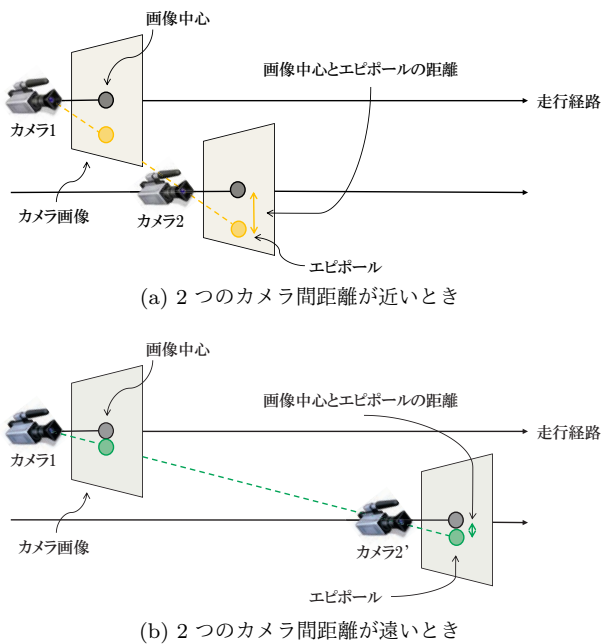 画像中心
画像中心とエピポールの距離
走行経路
カメラ1
カメラ画像
カメラ2
エピポール
(a) 2 つのカメラ間距離が近いとき
画像中心
画像中心とエピポールの距離
走行経路
カメラ1
カメラ画像
カメラ2’
エピポール
(b) 2 つのカメラ間距離が遠いとき